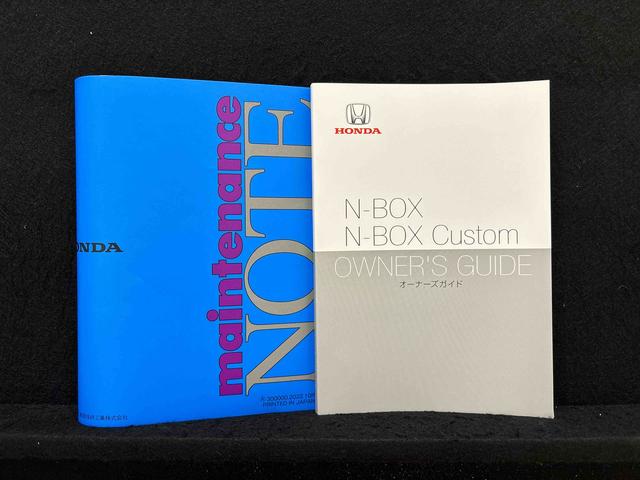 maintenance
NOTE
NDA
PRINTED IN JAPAN
HONDA
N-BOX
N-BOX Custom
OWNER'S GUIDE
オーナーズガイド